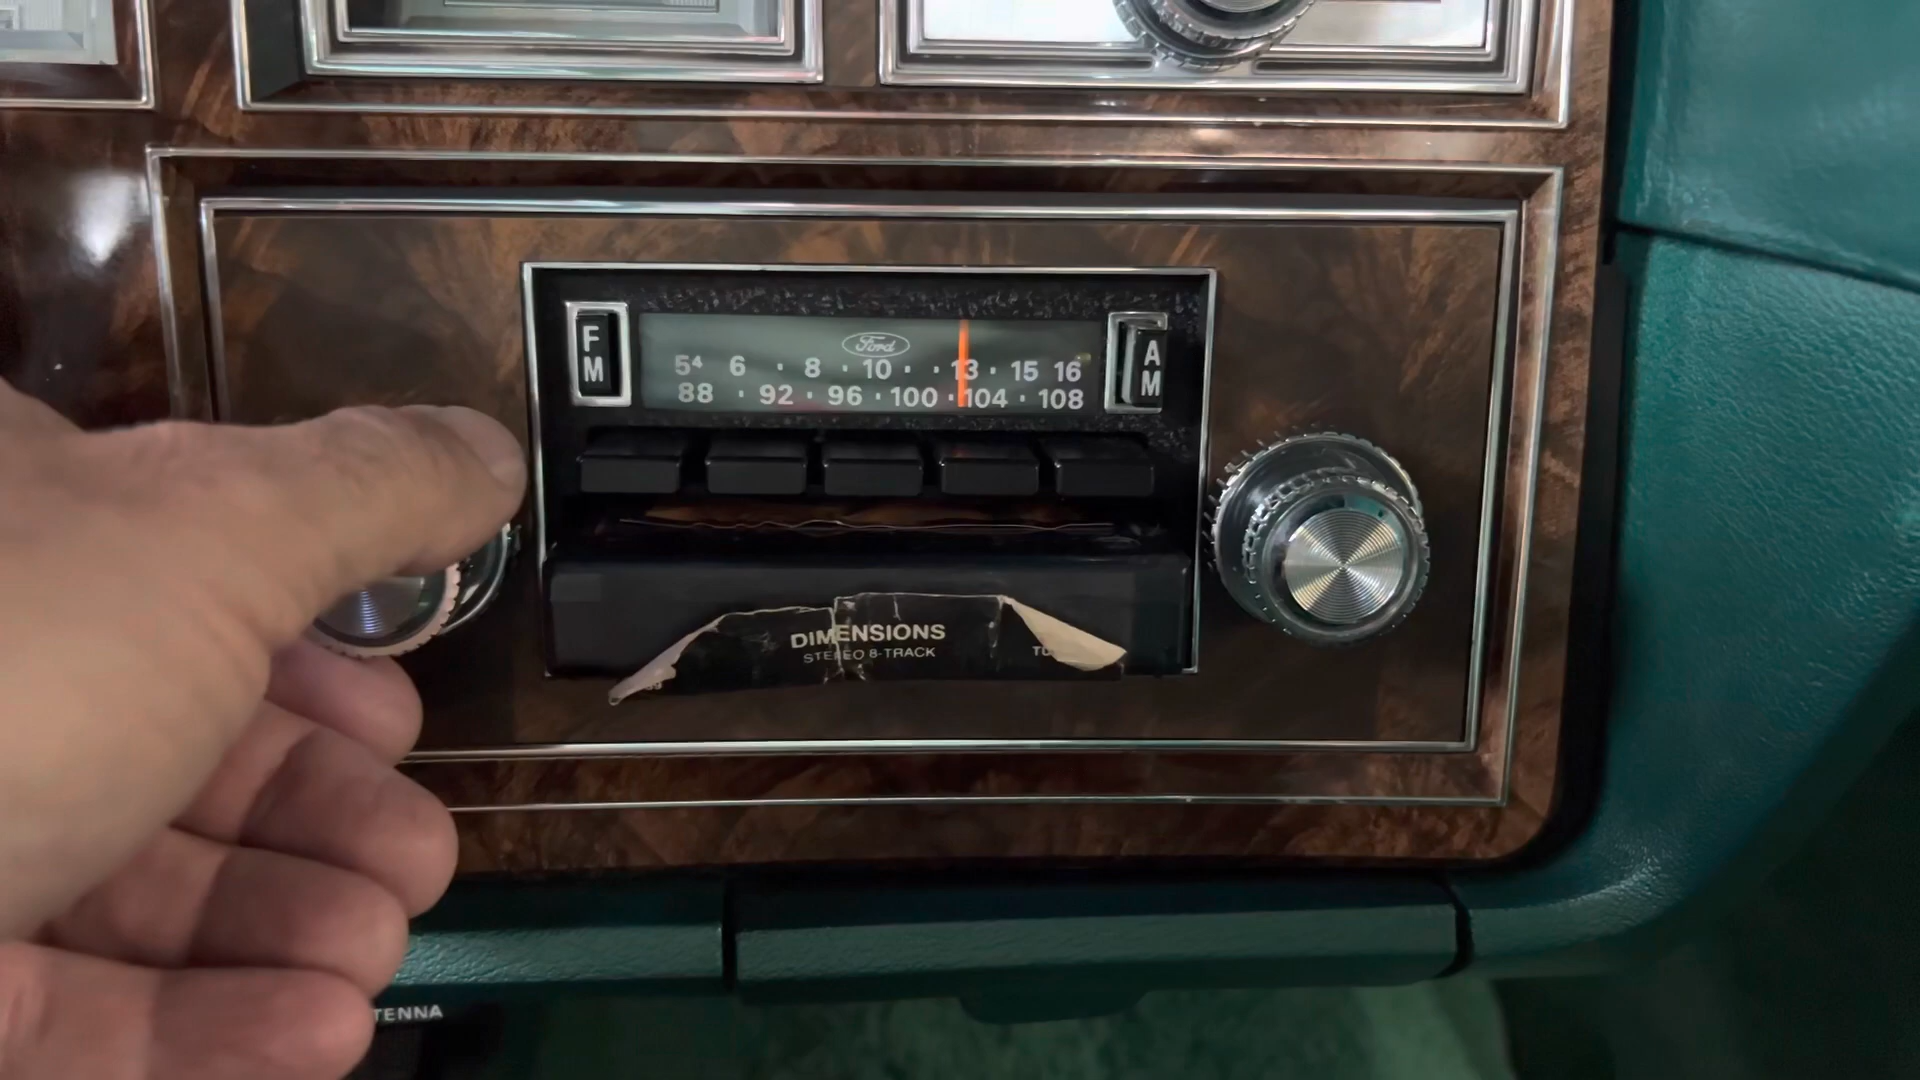 Ford
FM
AM
5⁴ 6 · 8 · 10 · · 13 · 15 16
88 · 92 · 96 · 100 · 104 · 108
DIMENSIONS
STEREO 8-TRACK
TENNA